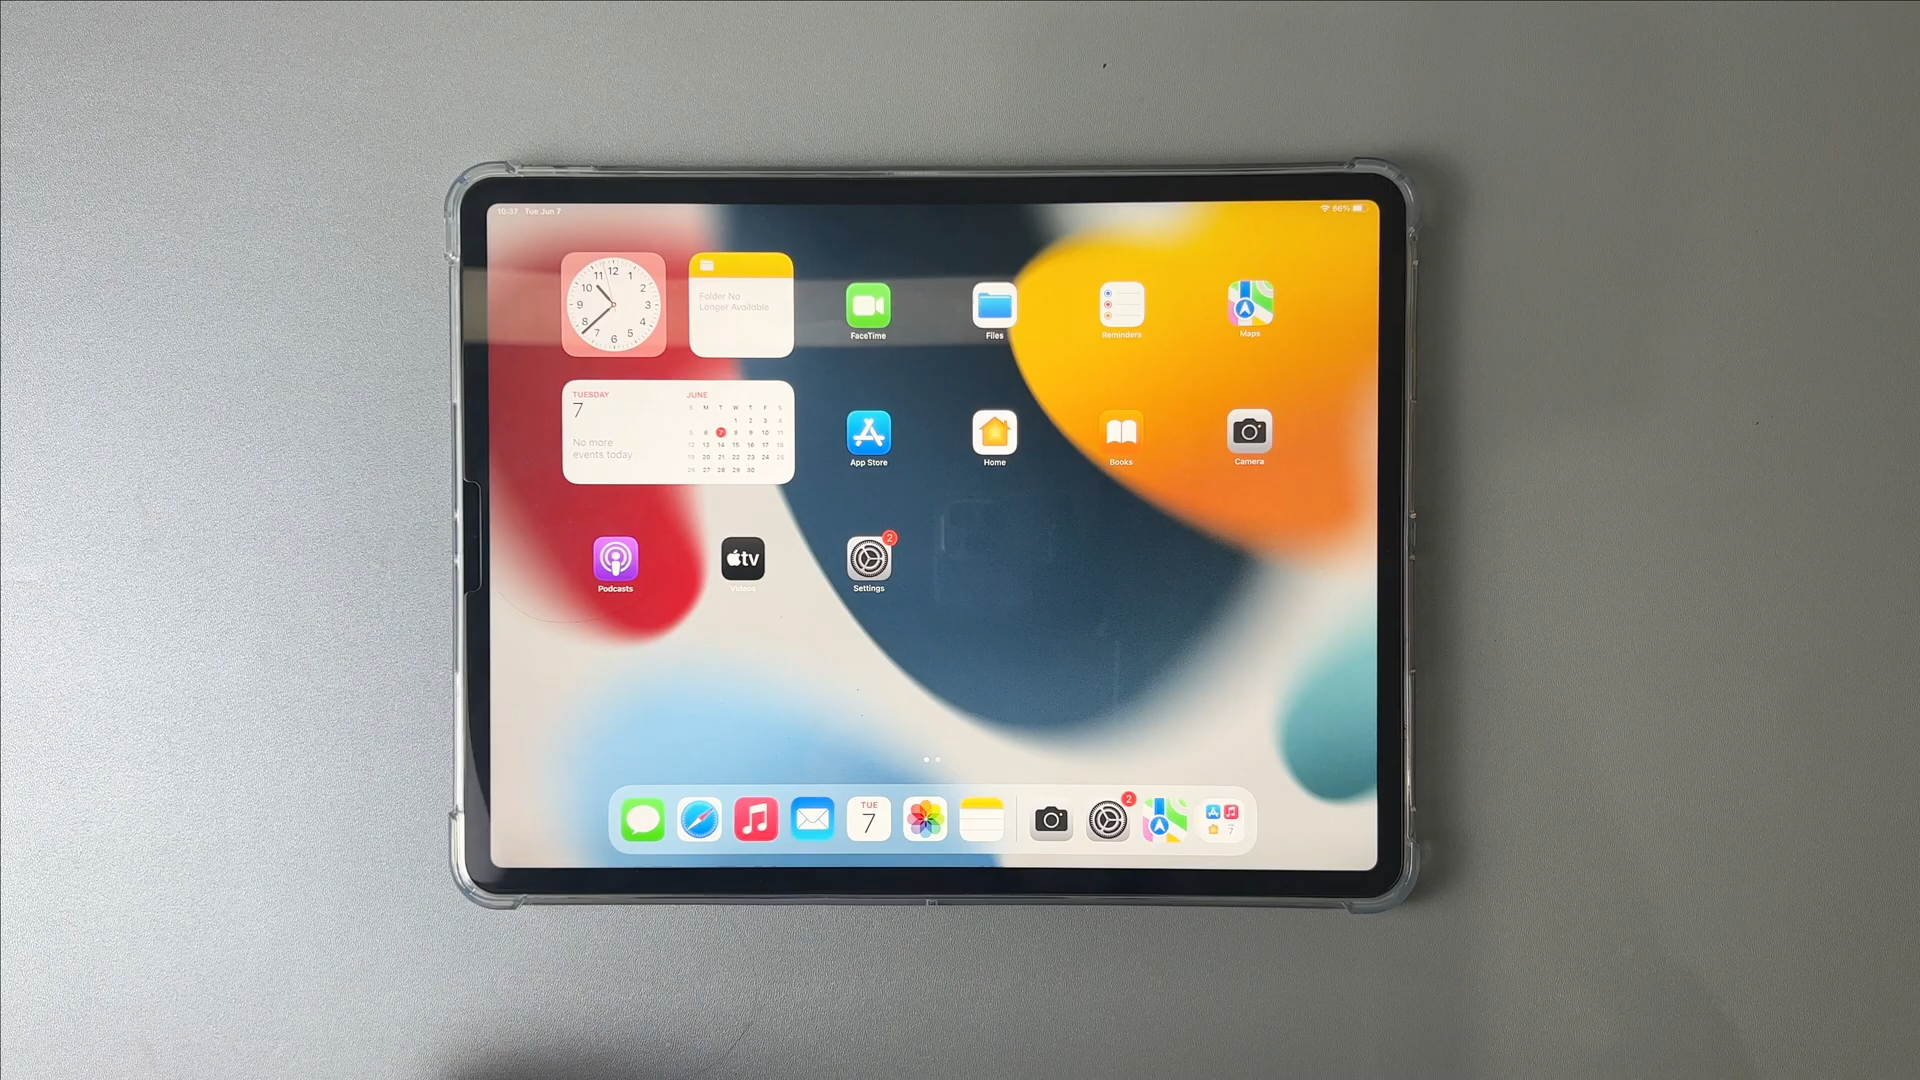 10:37 Tue Jun 7
66%
12
11 1
10 2
9 3
8 4
7 5
6
Folder No
Longer Available
FaceTime
Files
Reminders
Maps
TUESDAY
7
No more
events today
JUNE
S M T W T F S
1 2 3 4
5 6 7 8 9 10 11
12 13 14 15 16 17 18
19 20 21 22 23 24 25
26 27 28 29 30
App Store
Home
Books
Camera
Podcasts
tv
Videos
2
Settings
TUE
7
2
7